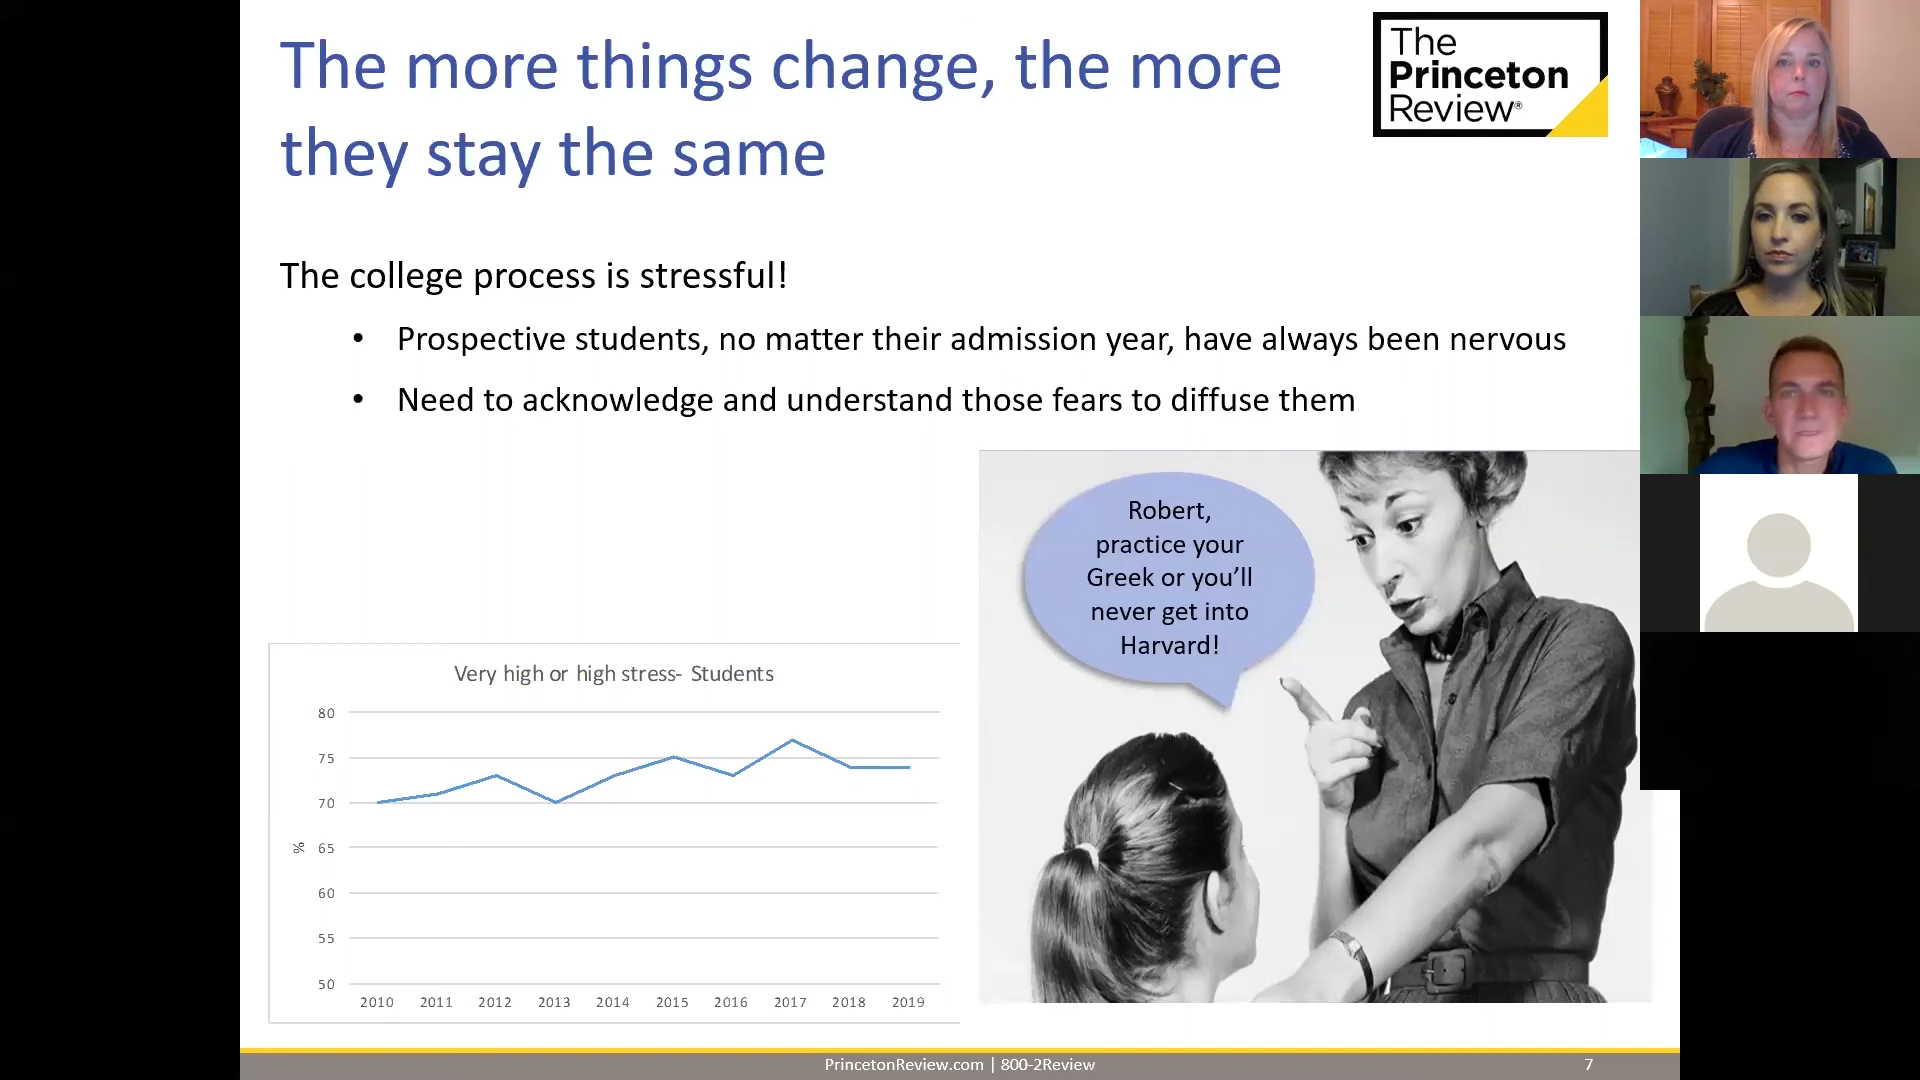 The more things change, the more
they stay the same
The
Princeton
Review®
The college process is stressful!
• Prospective students, no matter their admission year, have always been nervous
• Need to acknowledge and understand those fears to diffuse them
Robert,
practice your
Greek or you'll
never get into
Harvard!
Very high or high stress- Students
80
75
70
65
60
55
50
%
2010 2011 2012 2013 2014 2015 2016 2017 2018 2019
PrincetonReview.com | 800-2Review
7